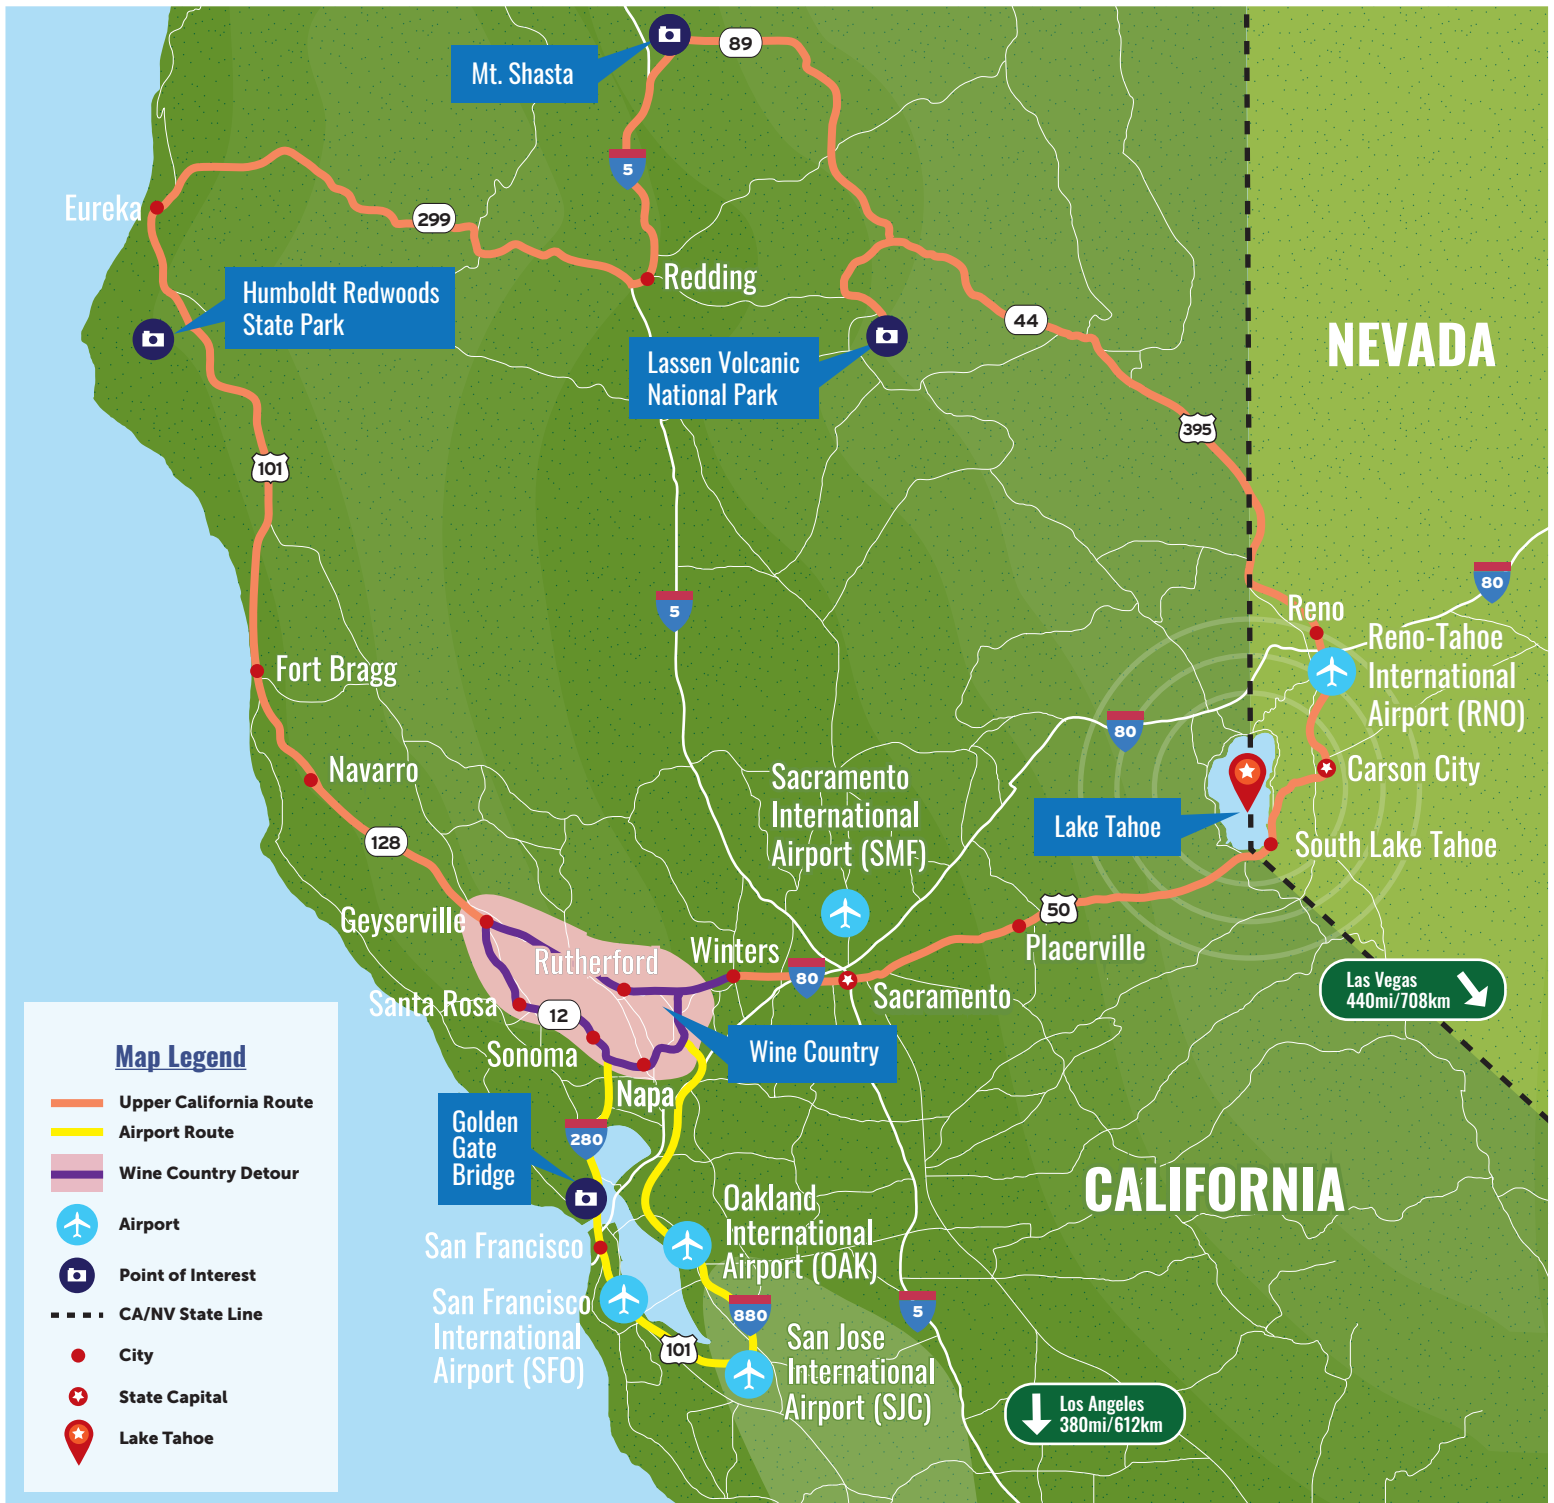 Mt. Shasta
89
5
Eureka
299
Redding
Humboldt Redwoods
State Park
44
NEVADA
Lassen Volcanic
National Park
395
101
5
80
Reno
Reno-Tahoe
International
Airport (RNO)
Fort Bragg
80
Navarro
Sacramento
International
Airport (SMF)
Carson City
Lake Tahoe
128
South Lake Tahoe
Geyserville
50
Placerville
Winters
Rutherford
80
Las Vegas
440mi/708km
Santa Rosa
12
Sacramento
Sonoma
Wine Country
Napa
Golden
Gate
Bridge
280
CALIFORNIA
Oakland
International
Airport (OAK)
San Francisco
San Francisco
International
Airport (SFO)
880
5
101
San Jose
International
Airport (SJC)
Los Angeles
380mi/612km
Map Legend
Upper California Route
Airport Route
Wine Country Detour
Airport
Point of Interest
CA/NV State Line
City
State Capital
Lake Tahoe